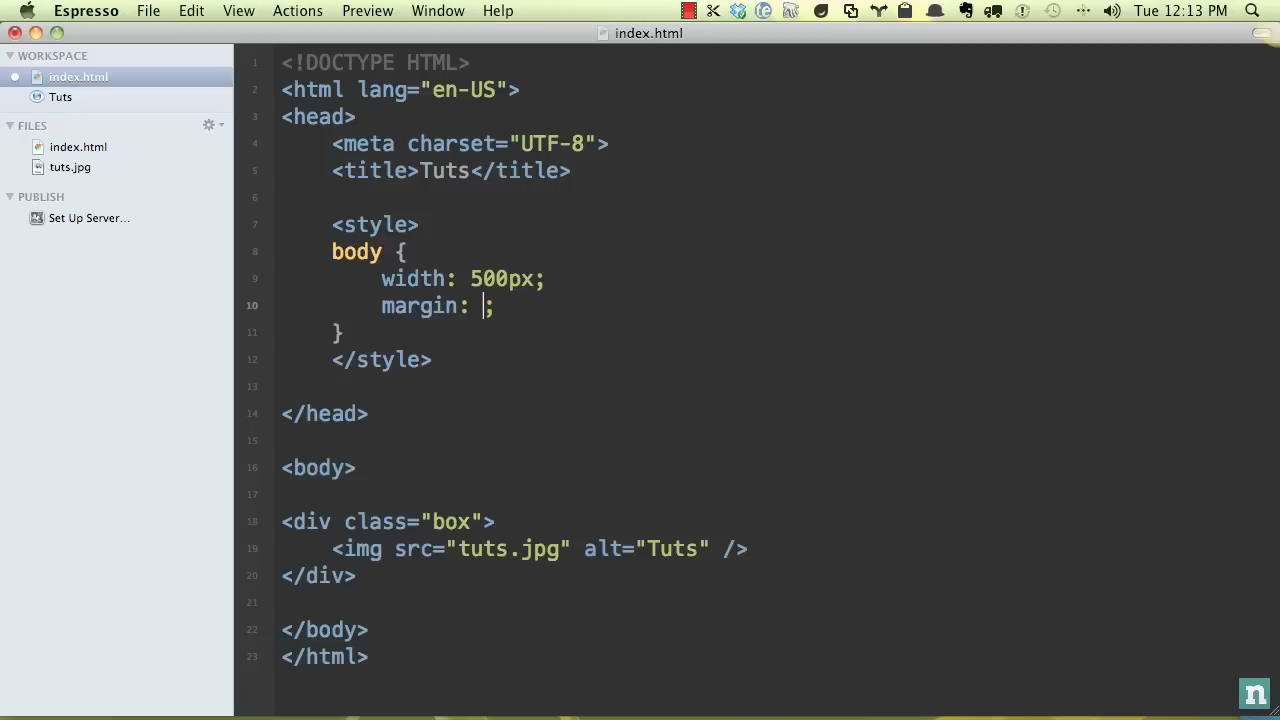 Espresso File Edit View Actions Preview Window Help Tue 12:13 PM
index.html
WORKSPACE
index.html
Tuts
FILES
index.html
tuts.jpg
PUBLISH
Set Up Server...
1 <!DOCTYPE HTML>
2 <html lang="en-US">
3 <head>
4 <meta charset="UTF-8">
5 <title>Tuts</title>
6
7 <style>
8 body {
9 width: 500px;
10 margin: ;
11 }
12 </style>
13
14 </head>
15
16 <body>
17
18 <div class="box">
19 <img src="tuts.jpg" alt="Tuts" />
20 </div>
21
22 </body>
23 </html>
n